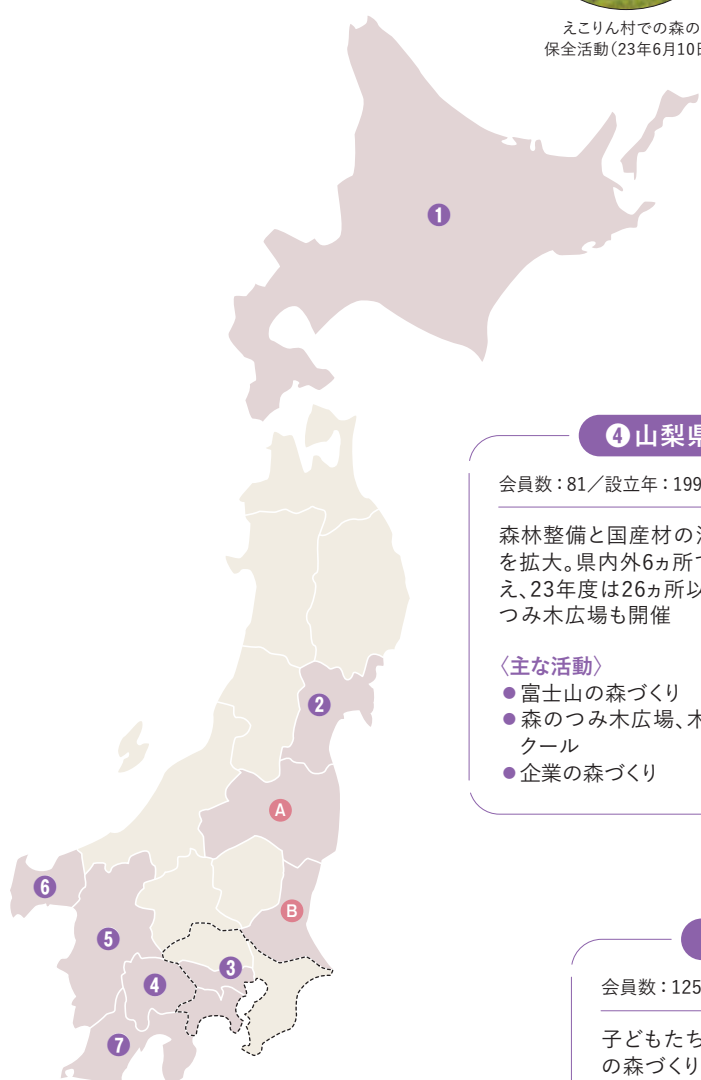 えこりん村での森の
保全活動（23年6月10日
❶
❹山梨県
会員数：81／設立年：199
森林整備と国産材の
を拡大。県内外6ヵ所で
え、23年度は26ヵ所以
つみ木広場も開催
〈主な活動〉
●富士山の森づくり
●森のつみ木広場、木
クール
●企業の森づくり
❷
A
❻
B
❺
❸
❹
❼
会員数：125
子どもたち
の森づくり